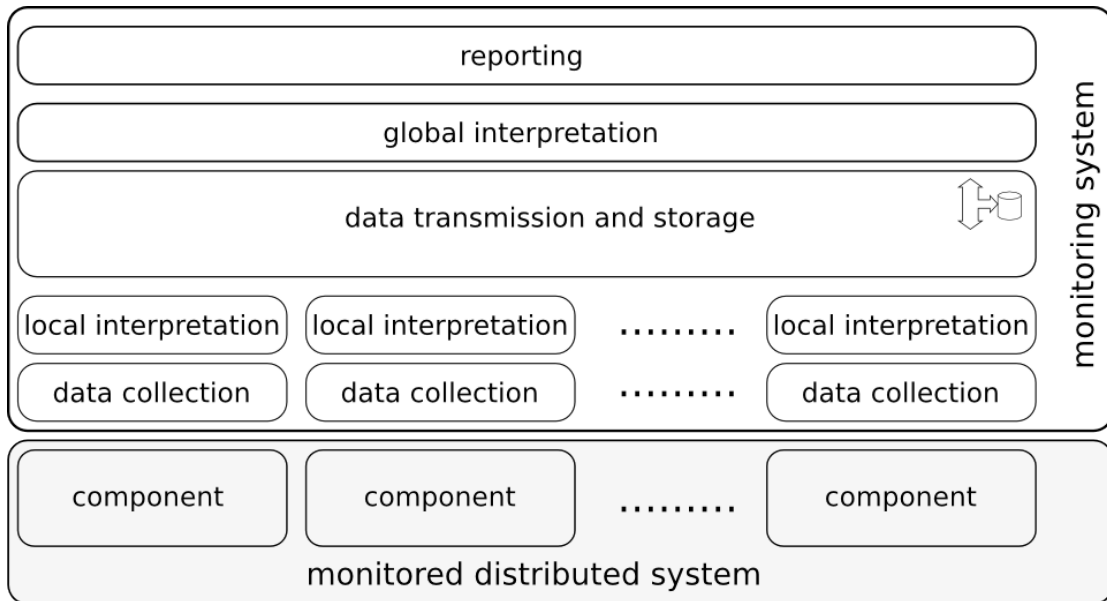 reporting
global interpretation
data transmission and storage
local interpretation local interpretation ......... local interpretation
data collection data collection ......... data collection
monitoring system
component component ......... component
monitored distributed system